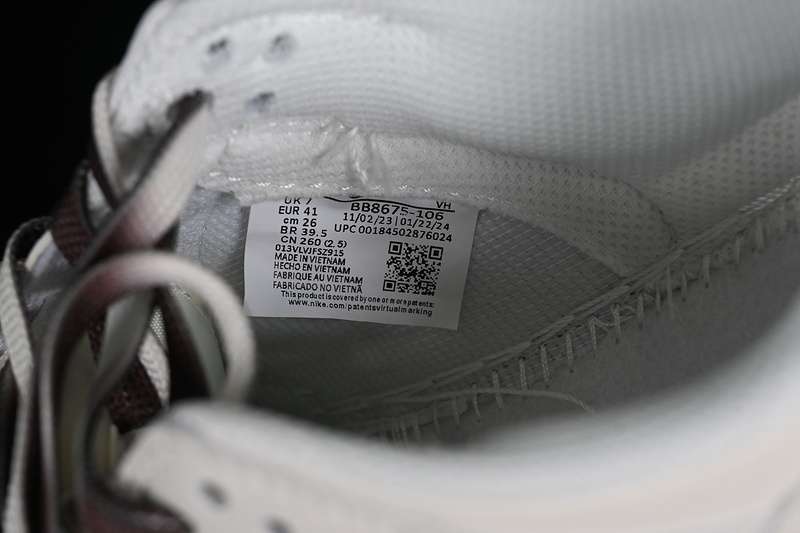 UK 7
EUR 41
cm 26
BR 39.5
CN 260 (2.5)
013VLVJFSZ915
MADE IN VIETNAM
HECHO EN VIETNAM
FABRIQUE AU VIETNAM
FABRICADO NO VIETNÃ
VH
BB8675-106
11/02/23 | 01/22/24
UPC 00184502876024
This product is covered by one or more patents:
www.nike.com/patentsvirtualmarking